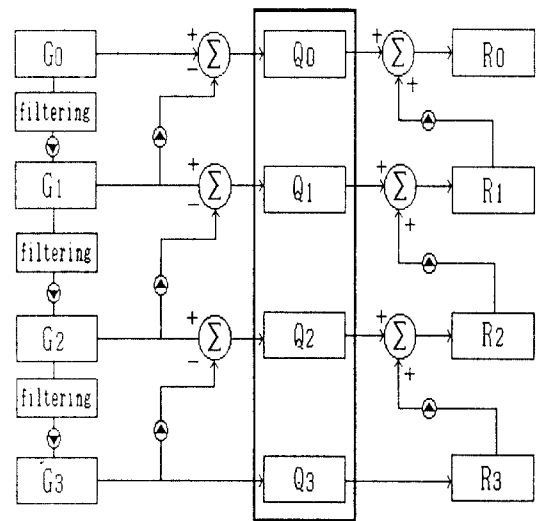 G0 + − Σ Q0 + Σ + R0
filtering
G1 + − Σ Q1 + Σ + R1
filtering
G2 + − Σ Q2 + Σ + R2
filtering
G3 Q3 R3